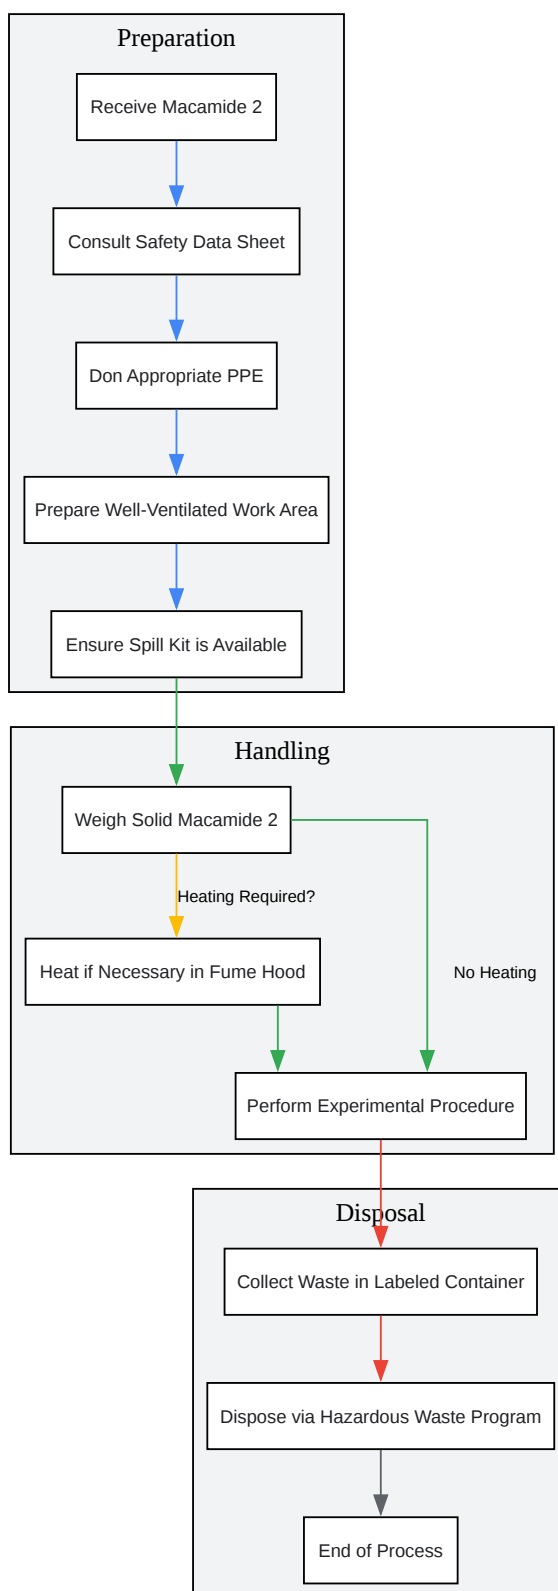 Preparation
Receive Macamide 2
Consult Safety Data Sheet
Don Appropriate PPE
Prepare Well-Ventilated Work Area
Ensure Spill Kit is Available
Handling
Weigh Solid Macamide 2
Heating Required?
Heat if Necessary in Fume Hood
No Heating
Perform Experimental Procedure
Disposal
Collect Waste in Labeled Container
Dispose via Hazardous Waste Program
End of Process